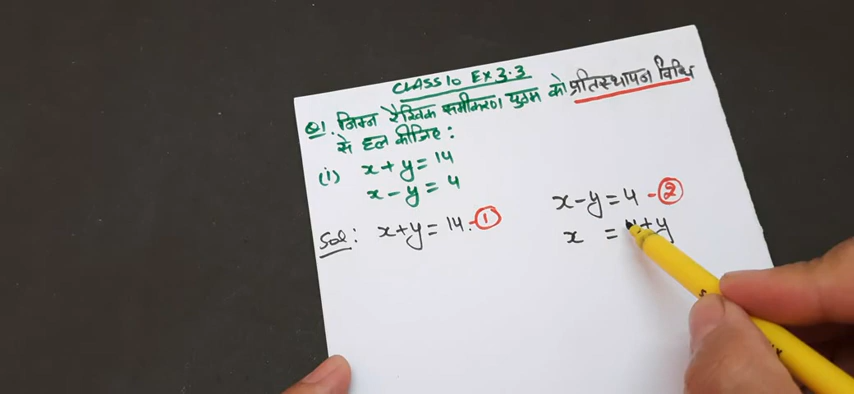 CLASS 10 EX 3.3
Q1. निम्न रैखिक समीकरण युग्म को प्रतिस्थापन विधि
से हल कीजिए:
(i) x + y = 14
x - y = 4
Sol: x+y = 14. - 1
x-y = 4 - 2
x = 4+y